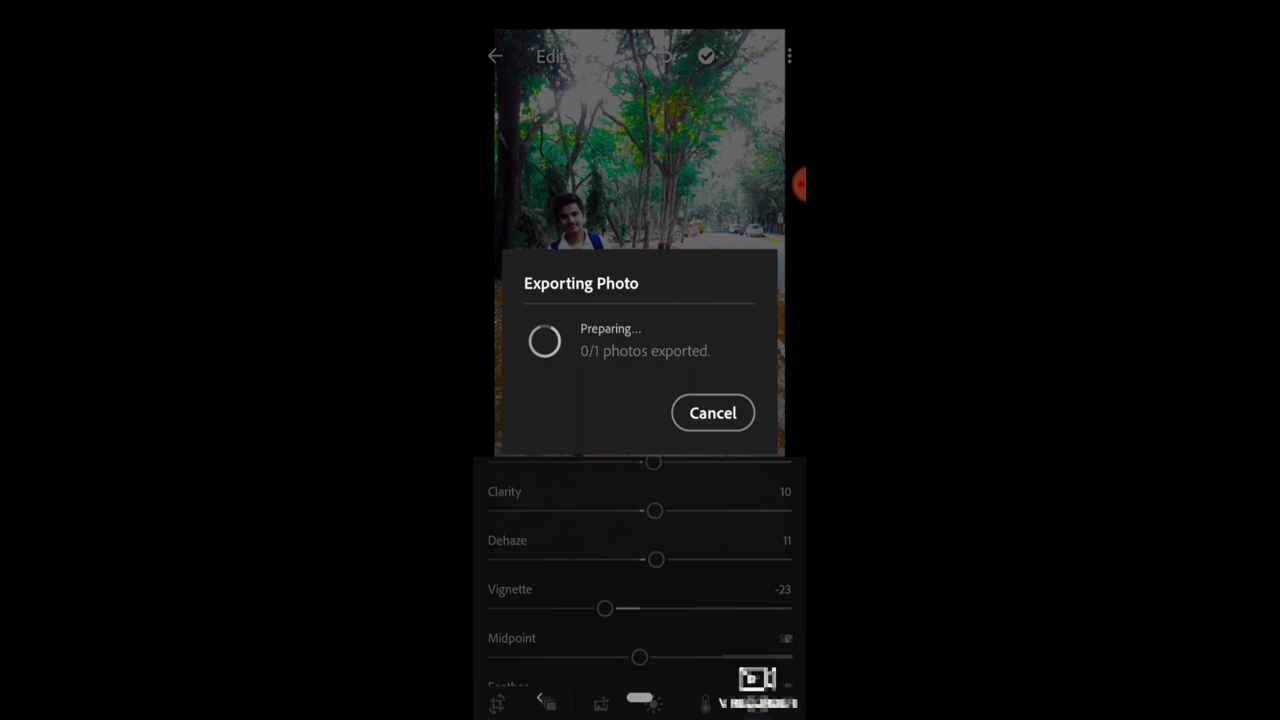 Edit
Exporting Photo
Preparing...
0/1 photos exported.
Cancel
Clarity 10
Dehaze 11
Vignette -23
Midpoint